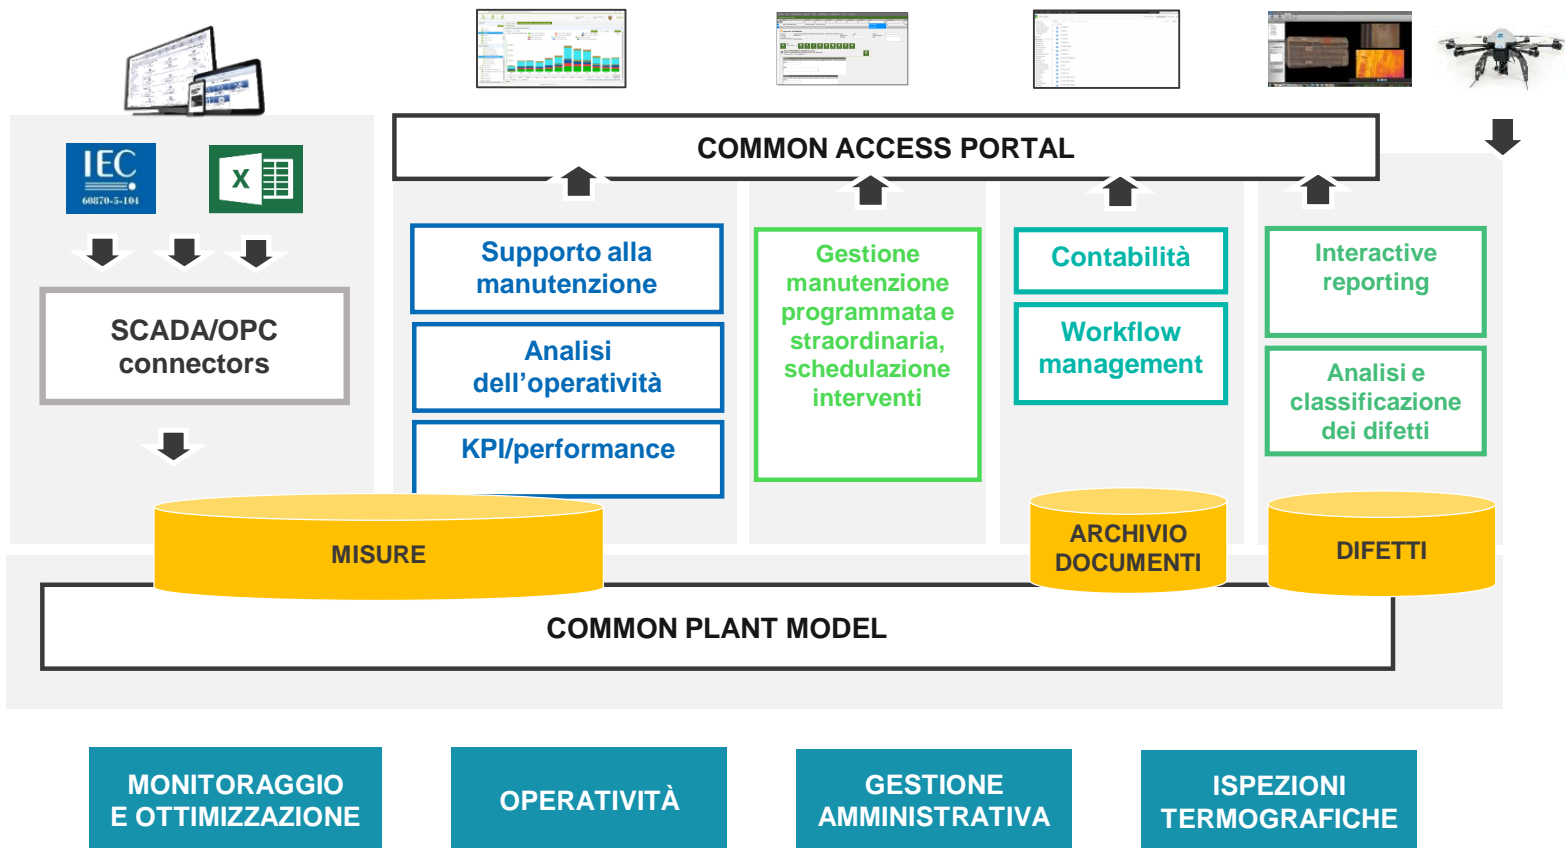 COMMON ACCESS PORTAL
IEC
60870-5-104
X
SCADA/OPC
connectors
Supporto alla
manutenzione
Analisi
dell’operatività
KPI/performance
Gestione
manutenzione
programmata e
straordinaria,
schedulazione
interventi
Contabilità
Workflow
management
Interactive
reporting
Analisi e
classificazione
dei difetti
MISURE
ARCHIVIO
DOCUMENTI
DIFETTI
COMMON PLANT MODEL
MONITORAGGIO
E OTTIMIZZAZIONE
OPERATIVITÀ
GESTIONE
AMMINISTRATIVA
ISPEZIONI
TERMOGRAFICHE